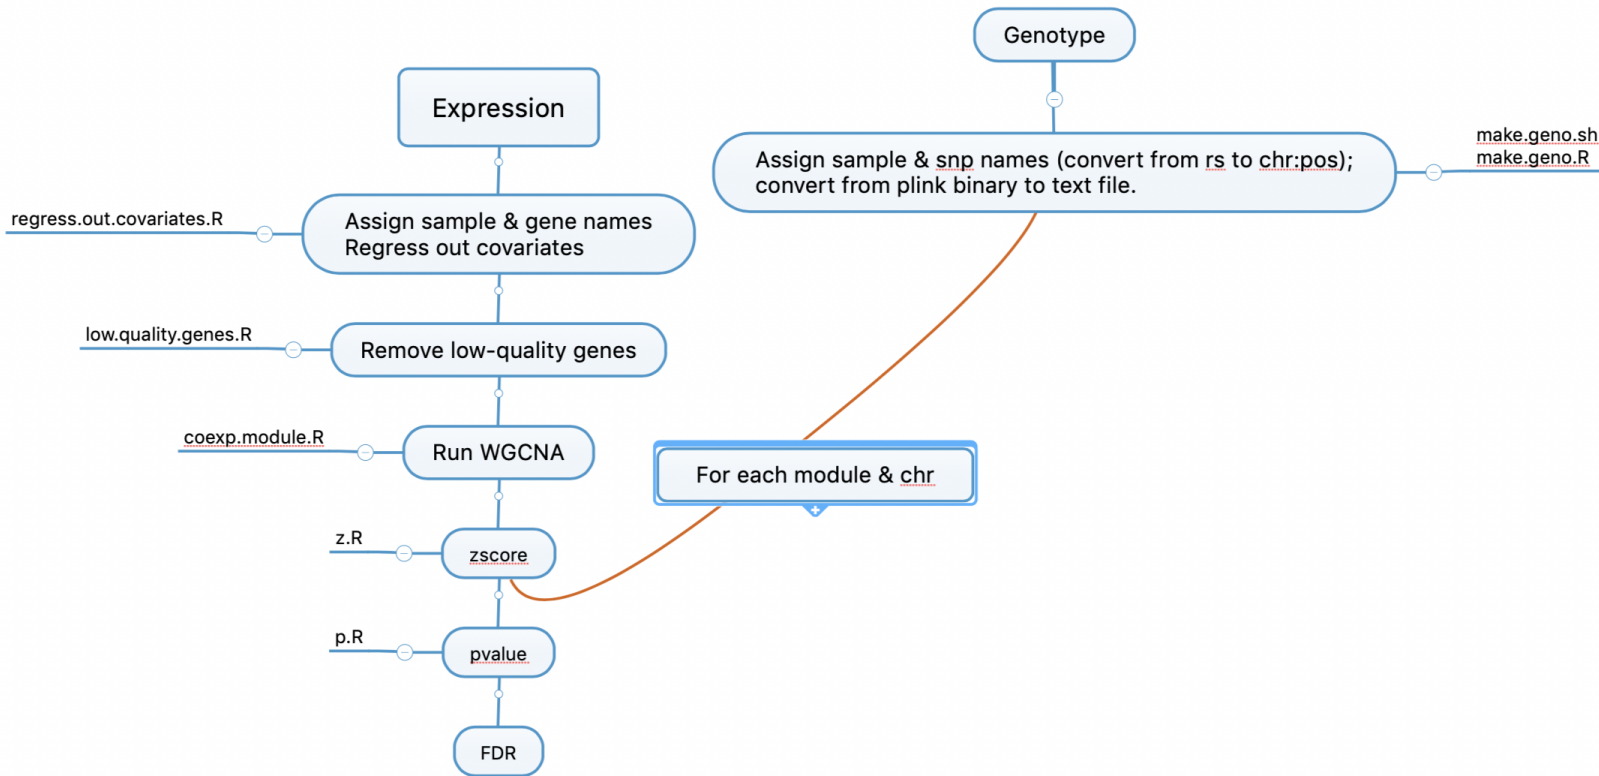 Genotype
Expression
make.geno.sh
make.geno.R
Assign sample & snp names (convert from rs to chr:pos);
convert from plink binary to text file.
regress.out.covariates.R
Assign sample & gene names
Regress out covariates
low.quality.genes.R
Remove low-quality genes
coexp.module.R
Run WGCNA
For each module & chr
z.R
zscore
p.R
pvalue
FDR